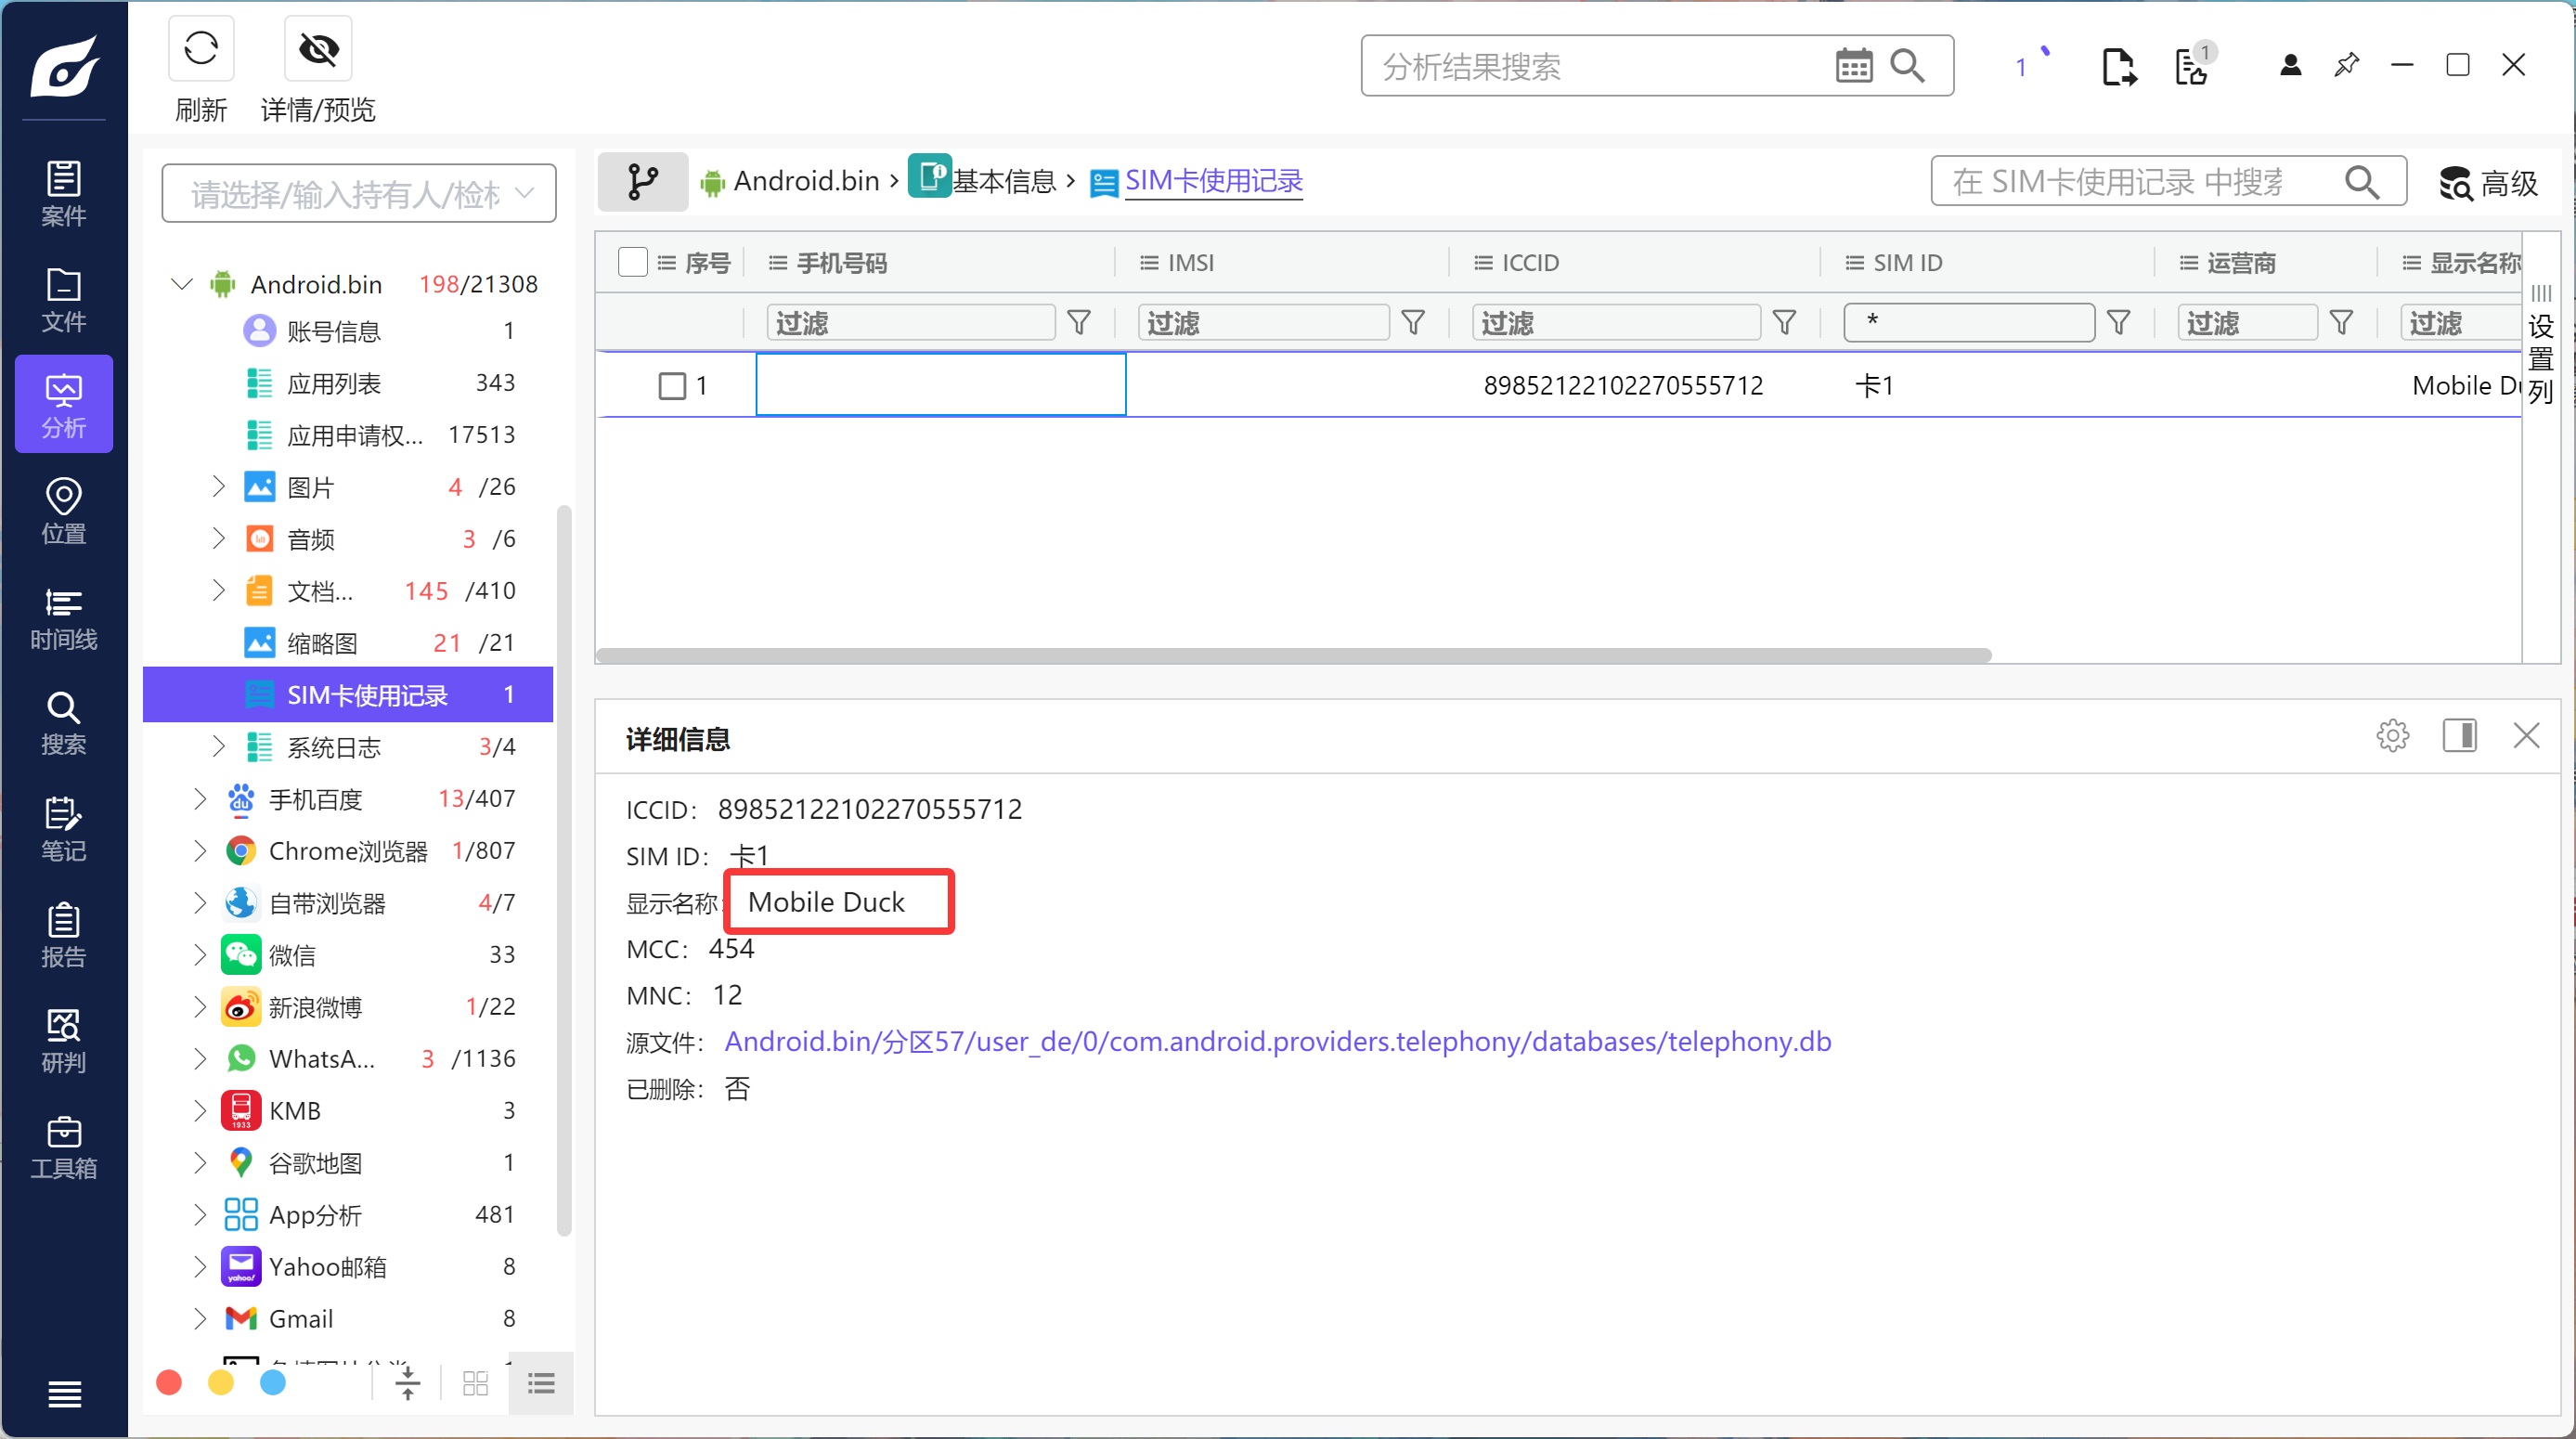 刷新
详情/预览
分析结果搜索
1
1
案件
文件
分析
位置
时间线
搜索
笔记
报告
研判
工具箱
请选择/输入持有人/检
Android.bin 198/21308
账号信息 1
应用列表 343
应用申请权... 17513
图片 4 /26
音频 3 /6
文档... 145 /410
缩略图 21 /21
SIM卡使用记录 1
系统日志 3/4
手机百度 13/407
Chrome浏览器 1/807
自带浏览器 4/7
微信 33
新浪微博 1/22
WhatsA... 3 /1136
KMB 3
谷歌地图 1
App分析 481
Yahoo邮箱 8
Gmail 8
Android.bin › 基本信息 › SIM卡使用记录
在 SIM卡使用记录 中搜索
高级
序号 手机号码 IMSI ICCID SIM ID 运营商 显示名称
过滤 过滤 过滤 * 过滤 过滤
1 89852122102270555712 卡1 Mobile Du
设置列
详细信息
ICCID： 89852122102270555712
SIM ID： 卡1
显示名称： Mobile Duck
MCC： 454
MNC： 12
源文件： Android.bin/分区57/user_de/0/com.android.providers.telephony/databases/telephony.db
已删除： 否